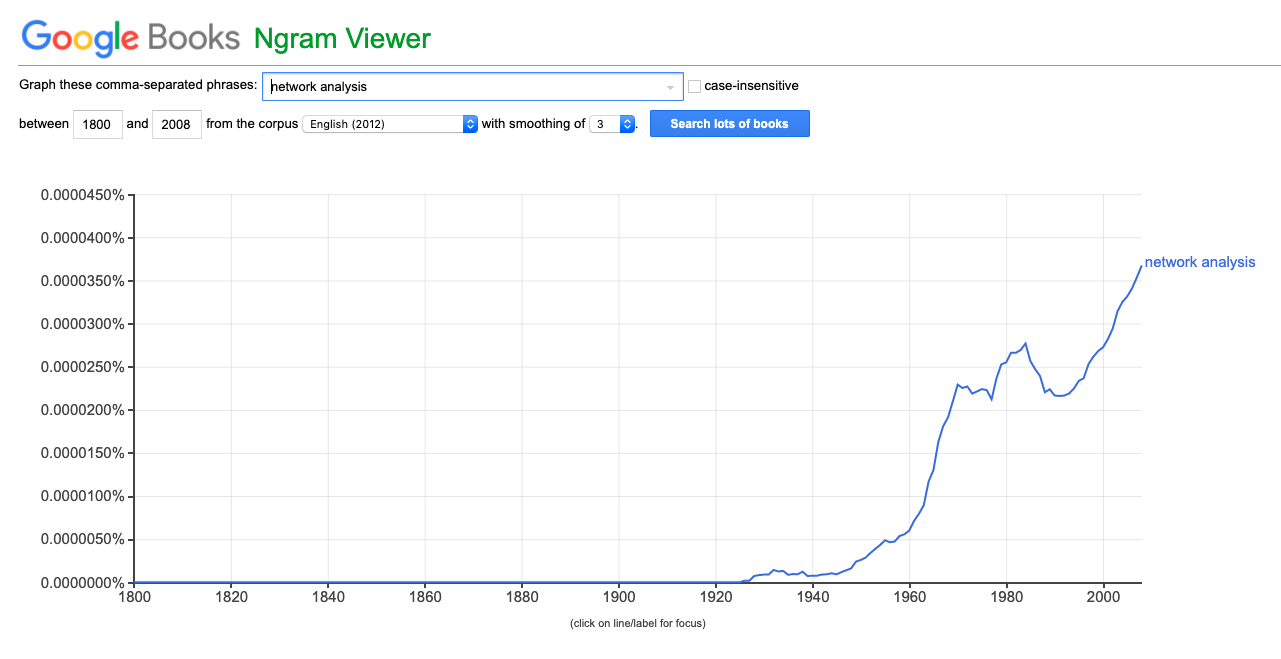 Google Books Ngram Viewer
Graph these comma-separated phrases: network analysis case-insensitive
between 1800 and 2008 from the corpus English (2012) with smoothing of 3 . Search lots of books
0.0000450%
0.0000400%
network analysis
0.0000350%
0.0000300%
0.0000250%
0.0000200%
0.0000150%
0.0000100%
0.0000050%
0.0000000%
1800 1820 1840 1860 1880 1900 1920 1940 1960 1980 2000
(click on line/label for focus)